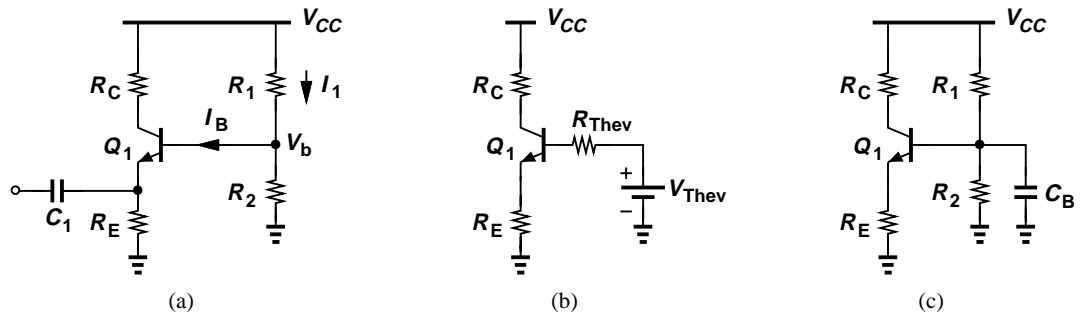 V_CC
R_C R_1 I_1
I_B
Q_1 V_b
R_2
C_1 R_E
(a)
V_CC
R_C
R_Thev
Q_1
+
V_Thev
−
R_E
(b)
V_CC
R_C R_1
Q_1
R_2 C_B
R_E
(c)